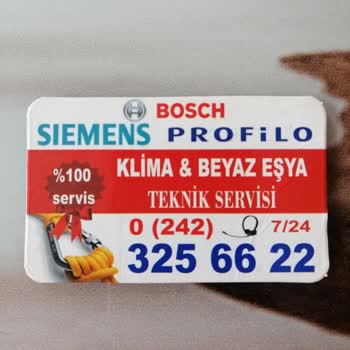 BOSCH
SIEMENS PROFiLO
%100
servis
KLİMA & BEYAZ EŞYA
TEKNİK SERVİSİ
0 (242) 7/24
325 66 22